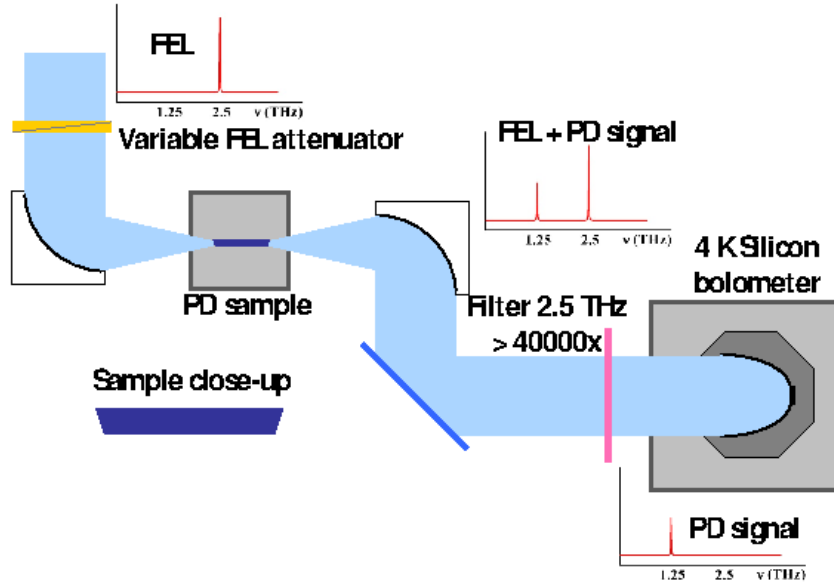 FEL
1.25 2.5 ν (THz)
Variable FEL attenuator
FEL + PD signal
1.25 2.5 ν (THz)
4 K Silicon
bolometer
PD sample
Filter 2.5 THz
> 40000x
Sample close-up
PD signal
1.25 2.5 ν (THz)